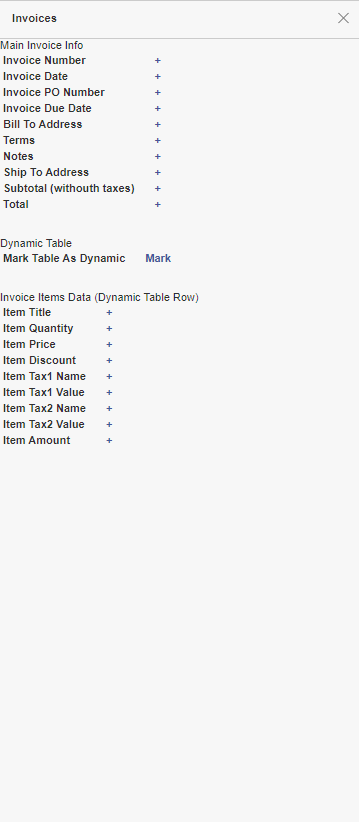 Invoices
Main Invoice Info
Invoice Number +
Invoice Date +
Invoice PO Number +
Invoice Due Date +
Bill To Address +
Terms +
Notes +
Ship To Address +
Subtotal (withouth taxes) +
Total +
Dynamic Table
Mark Table As Dynamic Mark
Invoice Items Data (Dynamic Table Row)
Item Title +
Item Quantity +
Item Price +
Item Discount +
Item Tax1 Name +
Item Tax1 Value +
Item Tax2 Name +
Item Tax2 Value +
Item Amount +